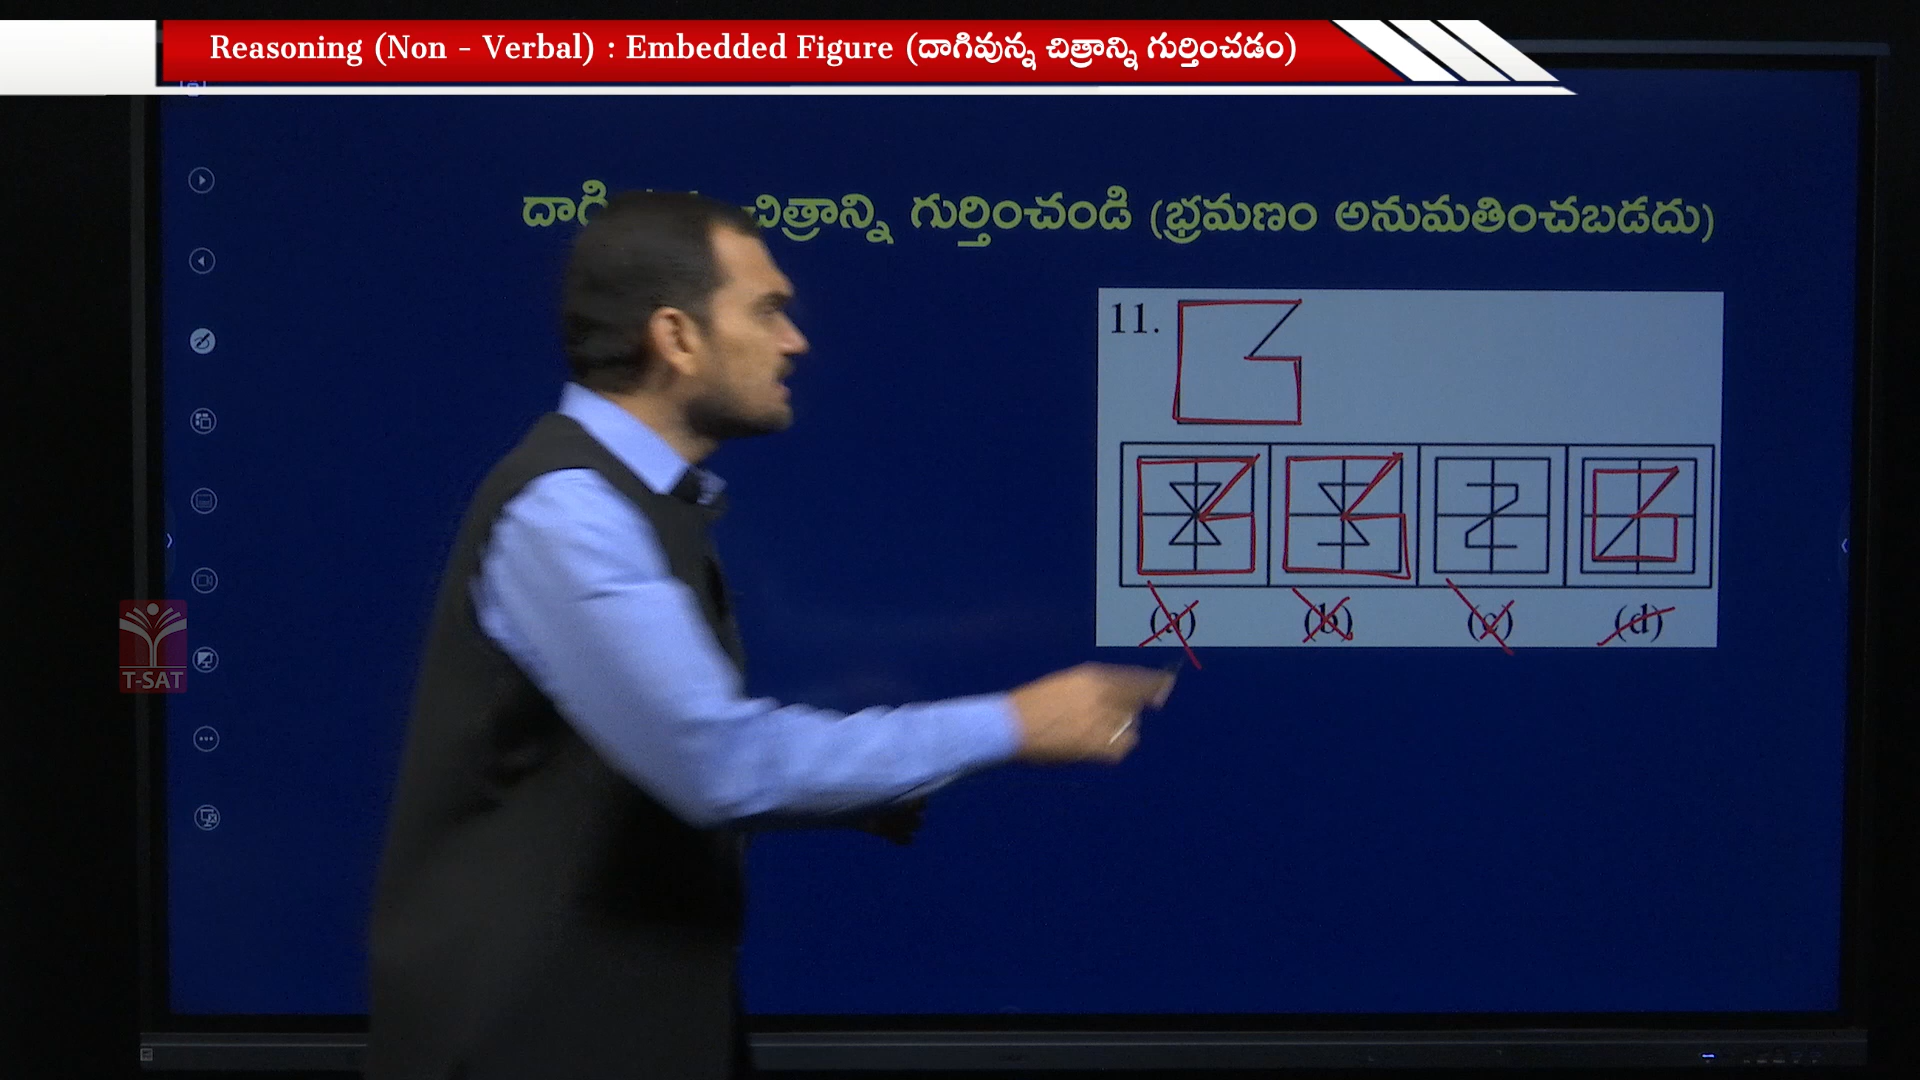 Reasoning (Non - Verbal) : Embedded Figure (దాగివున్న చిత్రాన్ని గుర్తించడం)
చిత్రాన్ని గుర్తించండి (భ్రమణం అనుమతించబడదు)
11.
(a) (b) (c) (d)
T-SAT